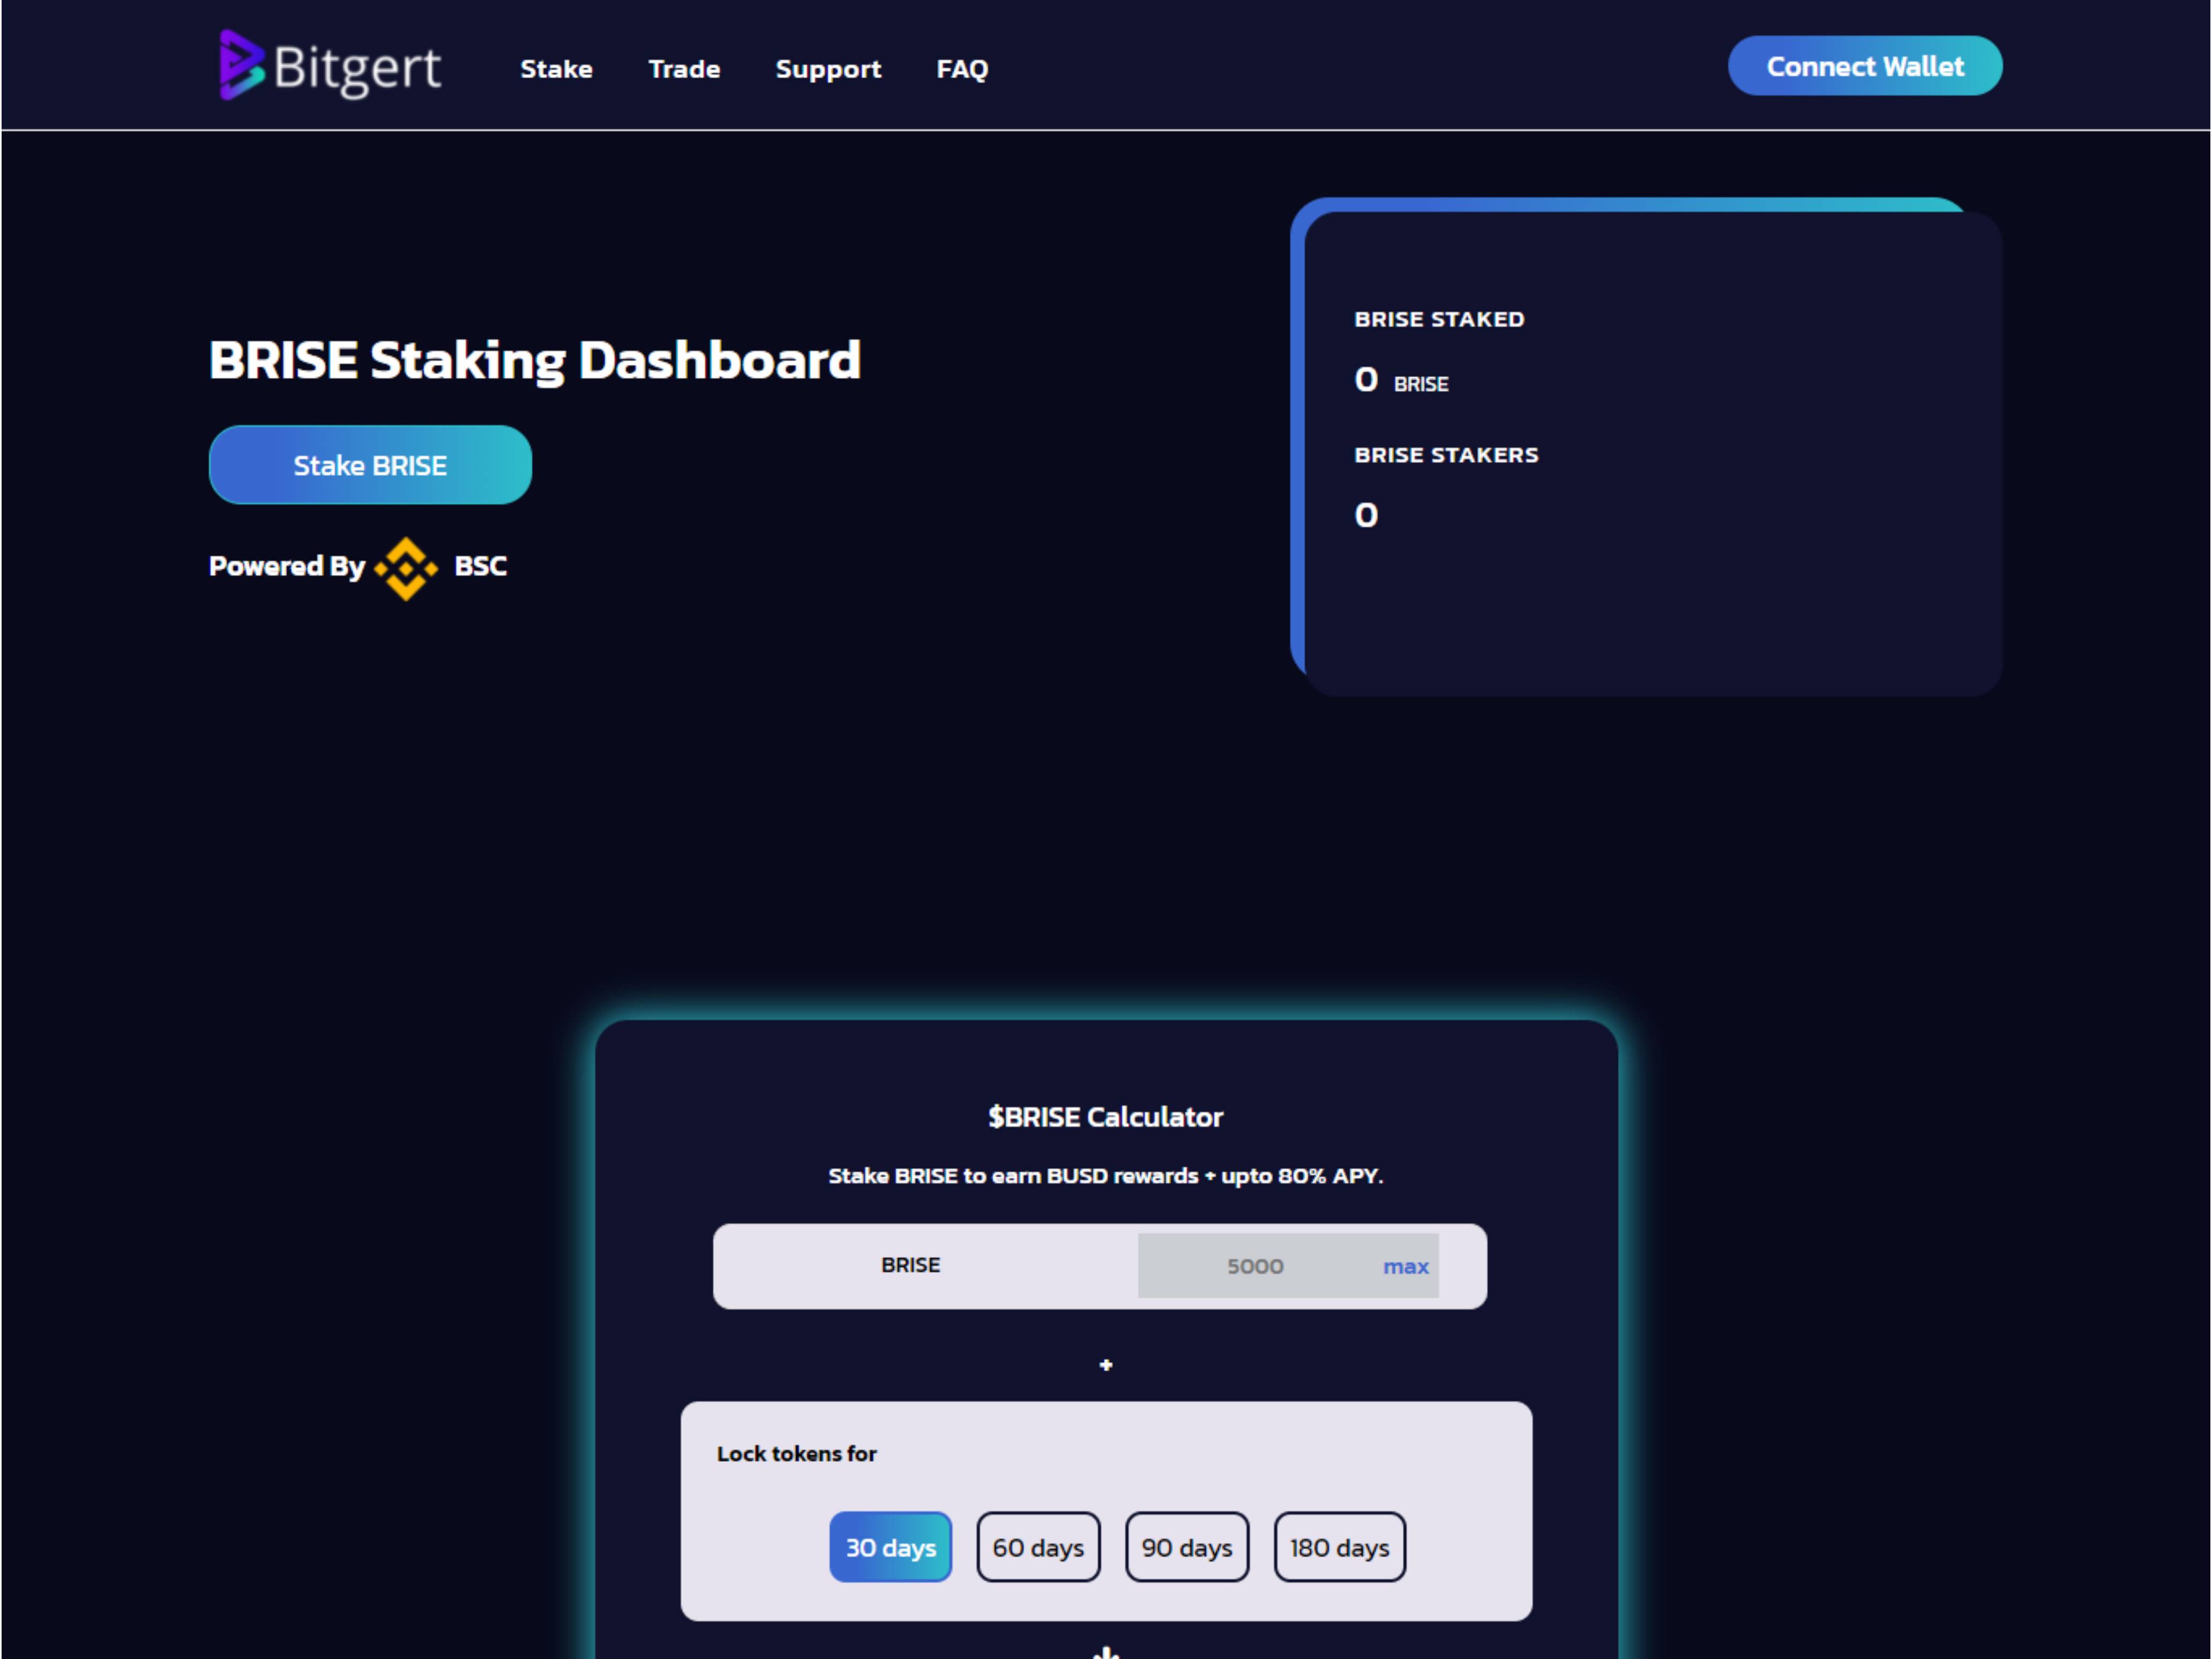 Bitgert Stake Trade Support FAQ Connect Wallet
BRISE Staking Dashboard
Stake BRISE
Powered By BSC
BRISE STAKED
0 BRISE
BRISE STAKERS
0
$BRISE Calculator
Stake BRISE to earn BUSD rewards + upto 80% APY.
BRISE 5000 max
+
Lock tokens for
30 days 60 days 90 days 180 days